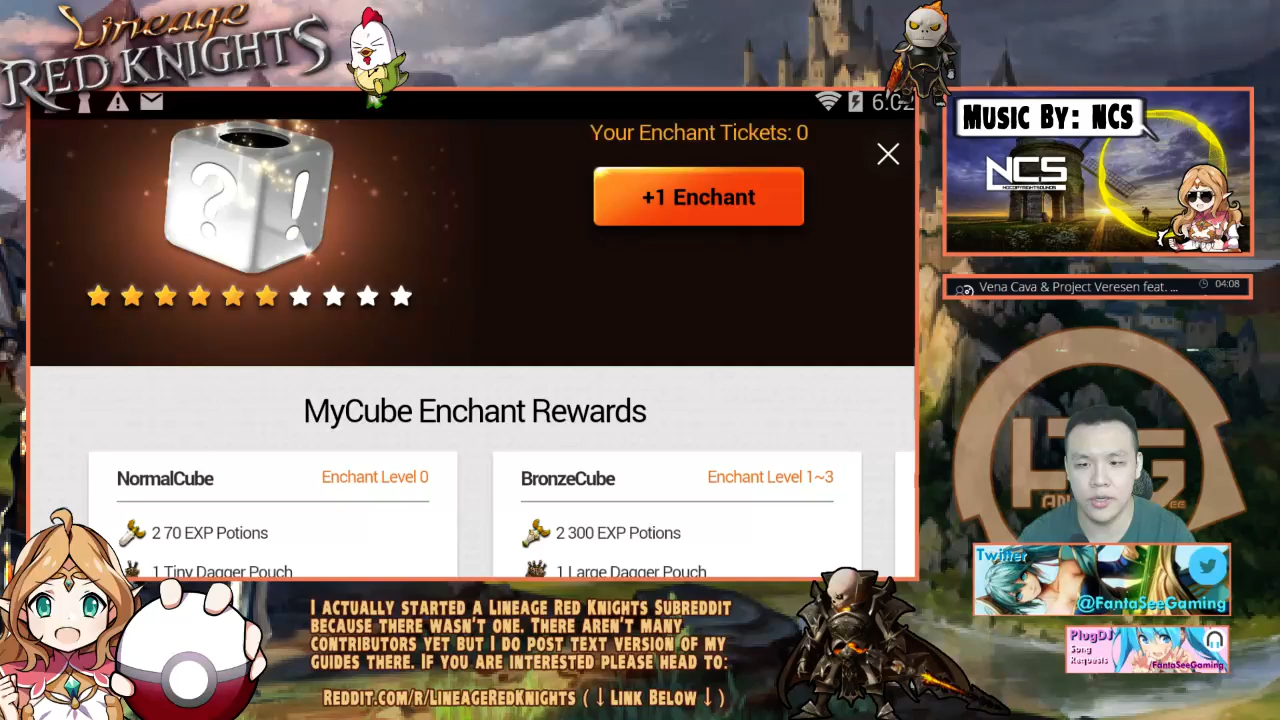 Lineage
RED KNIGHTS
6:02
Your Enchant Tickets: 0
+1 Enchant
? !
MyCube Enchant Rewards
NormalCube
Enchant Level 0
2 70 EXP Potions
1 Tiny Dagger Pouch
BronzeCube
Enchant Level 1~3
2 300 EXP Potions
1 Large Dagger Pouch
MUSIC BY: NCS
NCS
NOCOPYRIGHTSOUNDS
Vena Cava & Project Veresen feat. ...
04:08
Twitter
@FantaSeeGaming
PlugDJ
Song
Requests
FantaSeeGaming
I ACTUALLY STARTED A LINEAGE RED KNIGHTS SUBREDDIT
BECAUSE THERE WASN'T ONE. THERE AREN'T MANY
CONTRIBUTORS YET BUT I DO POST TEXT VERSION OF MY
GUIDES THERE. IF YOU ARE INTERESTED PLEASE HEAD TO:
REDDIT.COM/R/LINEAGEREDKNIGHTS ( ↓ LINK BELOW ↓ )